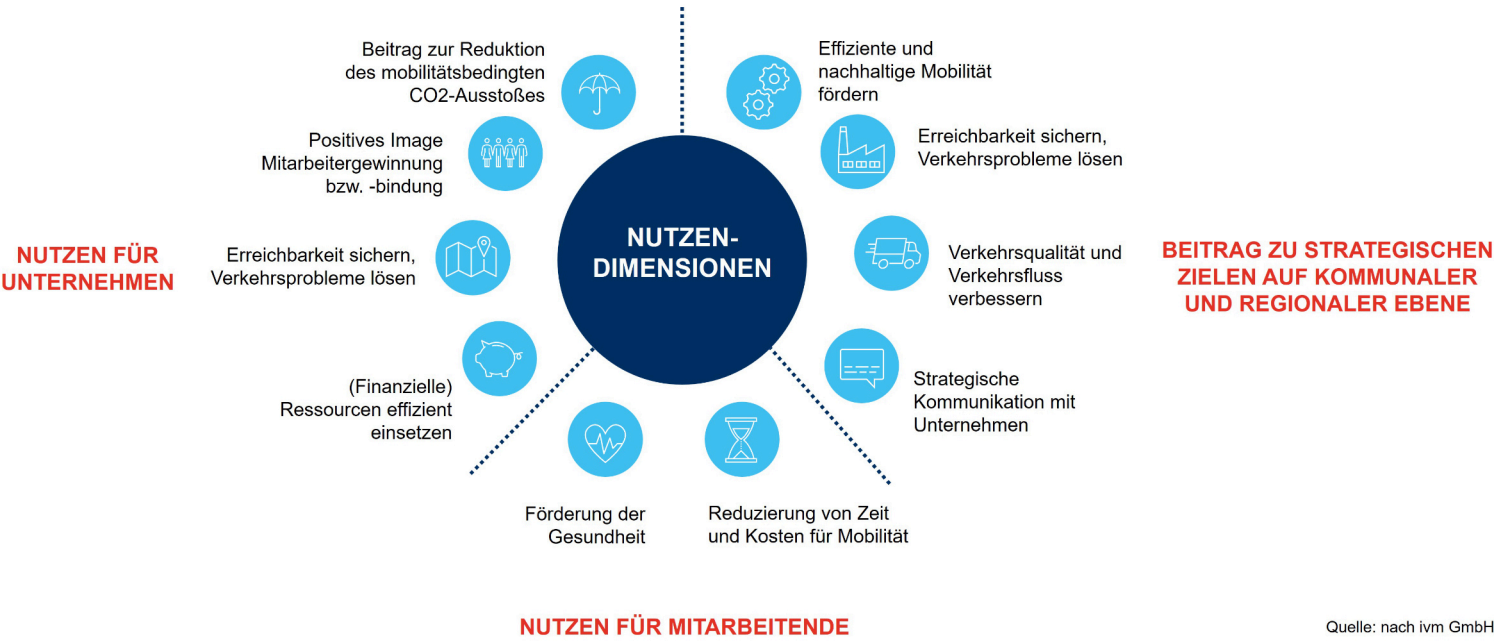 Beitrag zur Reduktion
des mobilitätsbedingten
CO2-Ausstoßes
Positives Image
Mitarbeitergewinnung
bzw. -bindung
Erreichbarkeit sichern,
Verkehrsprobleme lösen
(Finanzielle)
Ressourcen effizient
einsetzen
NUTZEN FÜR
UNTERNEHMEN
NUTZEN-
DIMENSIONEN
Effiziente und
nachhaltige Mobilität
fördern
Erreichbarkeit sichern,
Verkehrsprobleme lösen
Verkehrsqualität und
Verkehrsfluss
verbessern
Strategische
Kommunikation mit
Unternehmen
BEITRAG ZU STRATEGISCHEN
ZIELEN AUF KOMMUNALER
UND REGIONALER EBENE
Förderung der
Gesundheit
Reduzierung von Zeit
und Kosten für Mobilität
NUTZEN FÜR MITARBEITENDE
Quelle: nach ivm GmbH